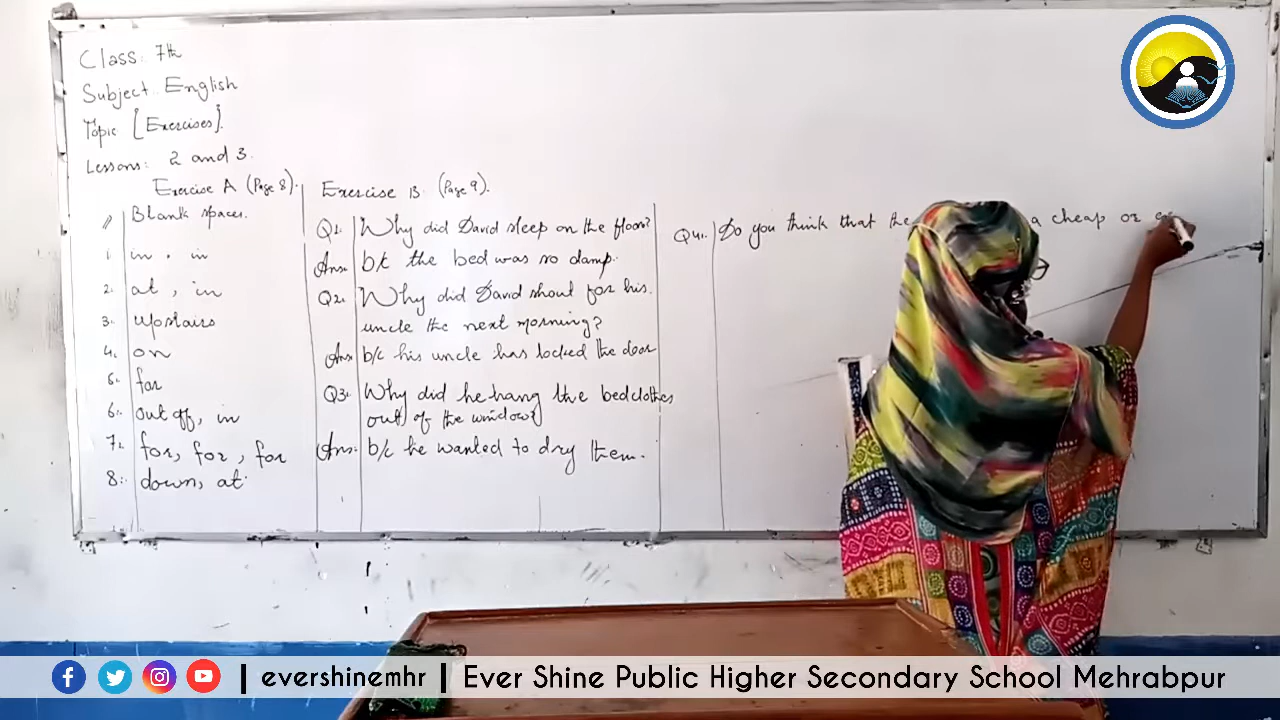 Class: 7th
Subject English
Topic [Exercises].
Lessons: 2 and 3.
Exercise A (Page 8).
Blank spaces.
1. in, in
2. at, in
3. upstairs
4. on
5. for
6. out of, in
7. for, for, for
8. down, at
Exercise B (Page 9).
Q1. Why did David sleep on the floor?
Ans: b/c the bed was so damp.
Q2. Why did David shout for his.
uncle the next morning?
Ans: b/c his uncle has locked the door
Q3. Why did he hang the bedclothes
out of the window?
Ans: b/c he wanted to dry them.
Q4. Do you think that the a cheap or
evershinemhr | Ever Shine Public Higher Secondary School Mehrabpur